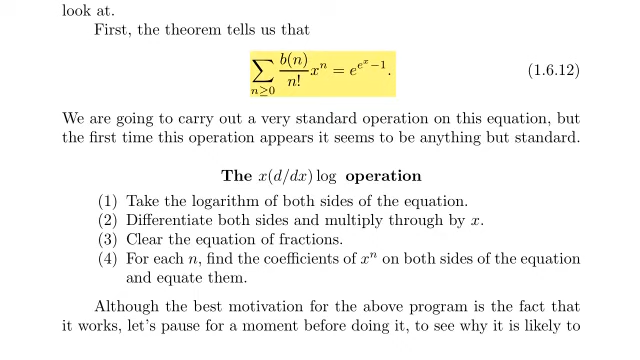 look at.
First, the theorem tells us that
∑_{n≥0} b(n)/n! x^n = e^{e^x−1}. (1.6.12)
We are going to carry out a very standard operation on this equation, but
the first time this operation appears it seems to be anything but standard.
The x(d/dx) log operation
(1) Take the logarithm of both sides of the equation.
(2) Differentiate both sides and multiply through by x.
(3) Clear the equation of fractions.
(4) For each n, find the coefficients of x^n on both sides of the equation
and equate them.
Although the best motivation for the above program is the fact that
it works, let's pause for a moment before doing it, to see why it is likely to